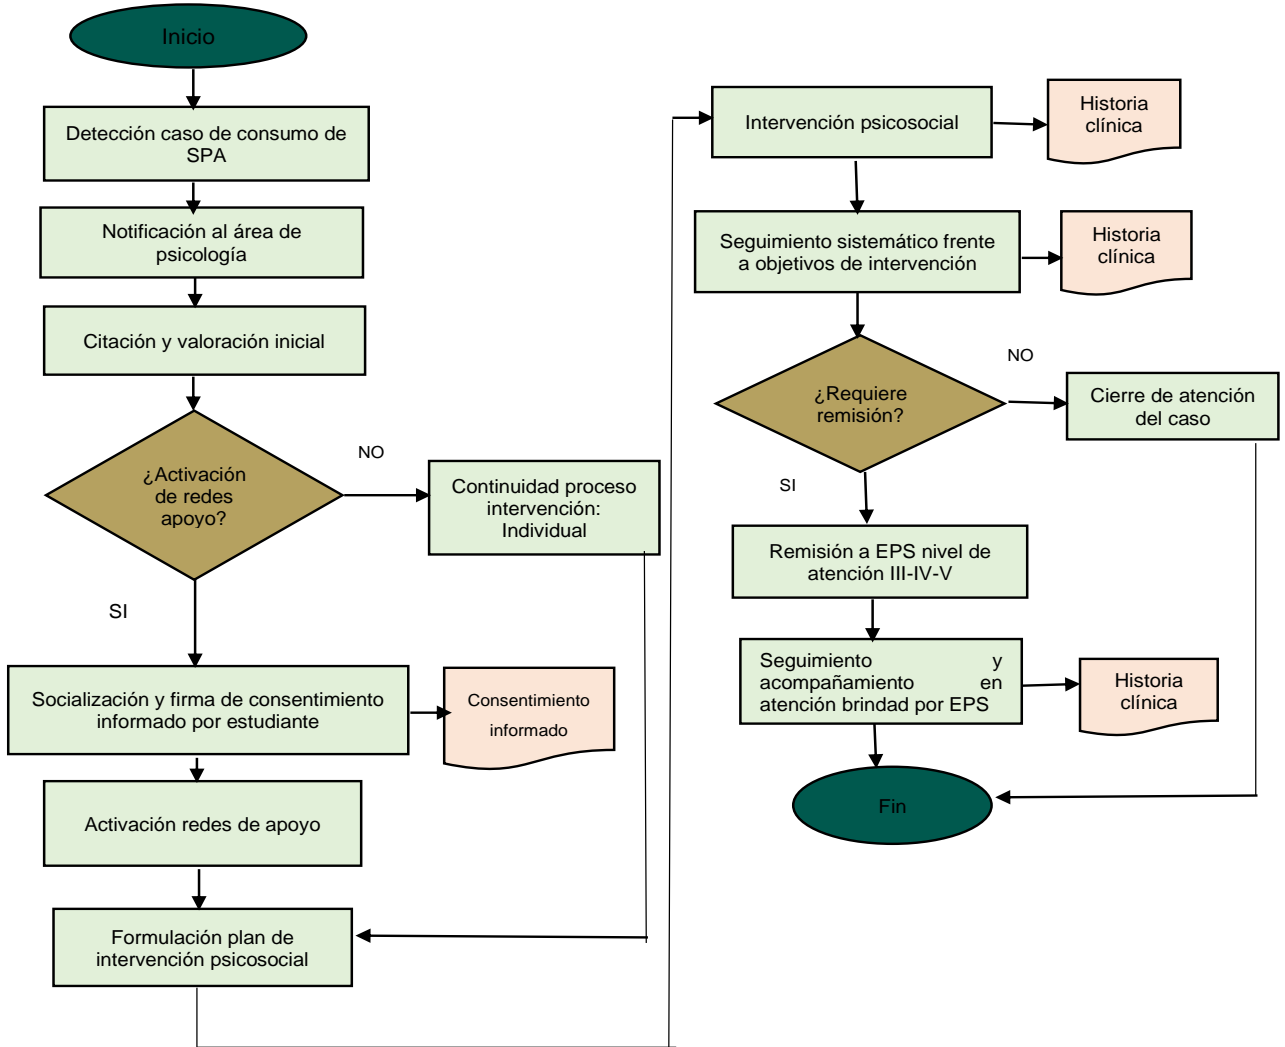 Inicio
Detección caso de consumo de
SPA
Notificación al área de
psicología
Citación y valoración inicial
¿Activación
de redes
apoyo?
NO
Continuidad proceso
intervención:
Individual
SI
Socialización y firma de consentimiento
informado por estudiante
Consentimiento
informado
Activación redes de apoyo
Formulación plan de
intervención psicosocial
Intervención psicosocial
Historia
clínica
Seguimiento sistemático frente
a objetivos de intervención
Historia
clínica
¿Requiere
remisión?
NO
Cierre de atención
del caso
SI
Remisión a EPS nivel de
atención III-IV-V
Seguimiento y
acompañamiento en
atención brindad por EPS
Historia
clínica
Fin